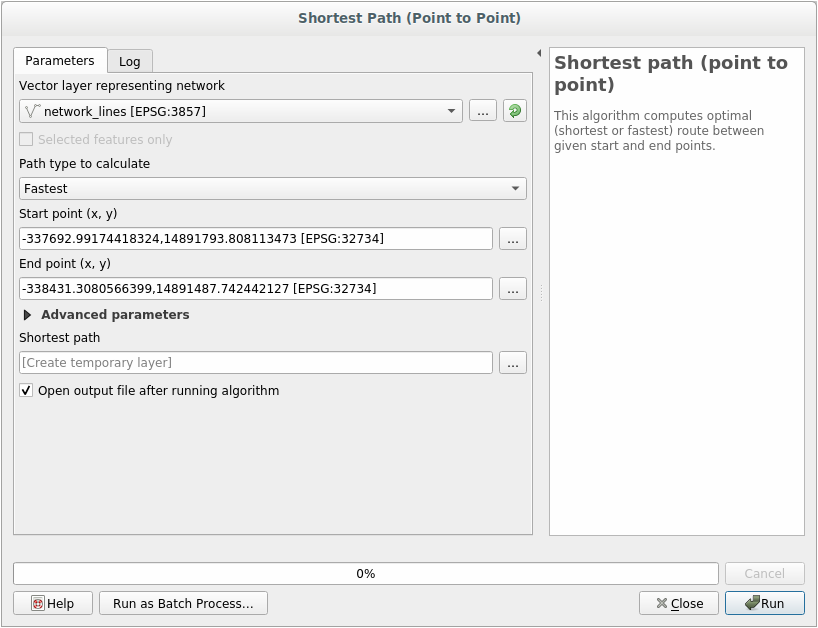 Shortest Path (Point to Point)
Parameters
Log
Vector layer representing network
network_lines [EPSG:3857]
...
Selected features only
Path type to calculate
Fastest
Start point (x, y)
-337692.99174418324,14891793.808113473 [EPSG:32734]
...
End point (x, y)
-338431.3080566399,14891487.742442127 [EPSG:32734]
...
Advanced parameters
Shortest path
[Create temporary layer]
...
Open output file after running algorithm
Shortest path (point to
point)
This algorithm computes optimal
(shortest or fastest) route between
given start and end points.
0%
Cancel
Help
Run as Batch Process...
Close
Run